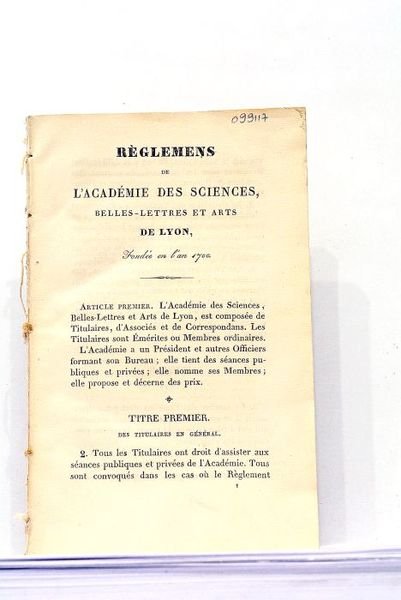 099117
RÈGLEMENS
DE
L'ACADÉMIE DES SCIENCES,
BELLES-LETTRES ET ARTS
DE LYON,
Fondée en l'an 1700.
ARTICLE PREMIER. L'Académie des Sciences,
Belles-Lettres et Arts de Lyon, est composée de
Titulaires, d'Associés et de Correspondans. Les
Titulaires sont Émérites ou Membres ordinaires.
L'Académie a un Président et autres Officiers
formant son Bureau ; elle tient des séances pu-
bliques et privées ; elle nomme ses Membres ;
elle propose et décerne des prix.
TITRE PREMIER.
DES TITULAIRES EN GÉNÉRAL.
2. Tous les Titulaires ont droit d'assister aux
séances publiques et privées de l'Académie. Tous
sont convoqués dans les cas où le Règlement
1